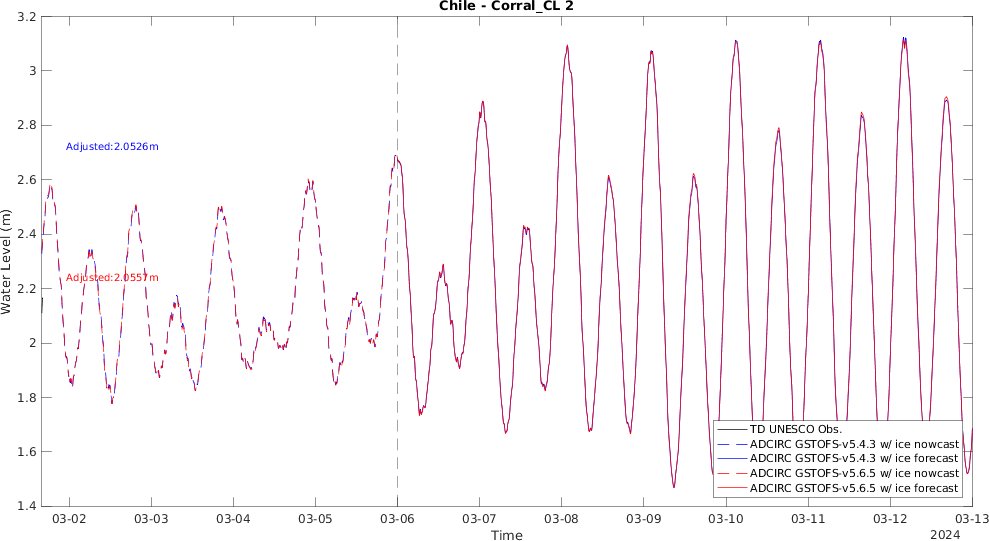 Chile - Corral_CL 2
3.2
3
2.8
2.6
2.4
2.2
2
1.8
1.6
1.4
Water Level (m)
Adjusted:2.0526m
Adjusted:2.0557m
TD UNESCO Obs.
ADCIRC GSTOFS-v5.4.3 w/ ice nowcast
ADCIRC GSTOFS-v5.4.3 w/ ice forecast
ADCIRC GSTOFS-v5.6.5 w/ ice nowcast
ADCIRC GSTOFS-v5.6.5 w/ ice forecast
03-02 03-03 03-04 03-05 03-06 03-07 03-08 03-09 03-10 03-11 03-12 03-13
Time
2024